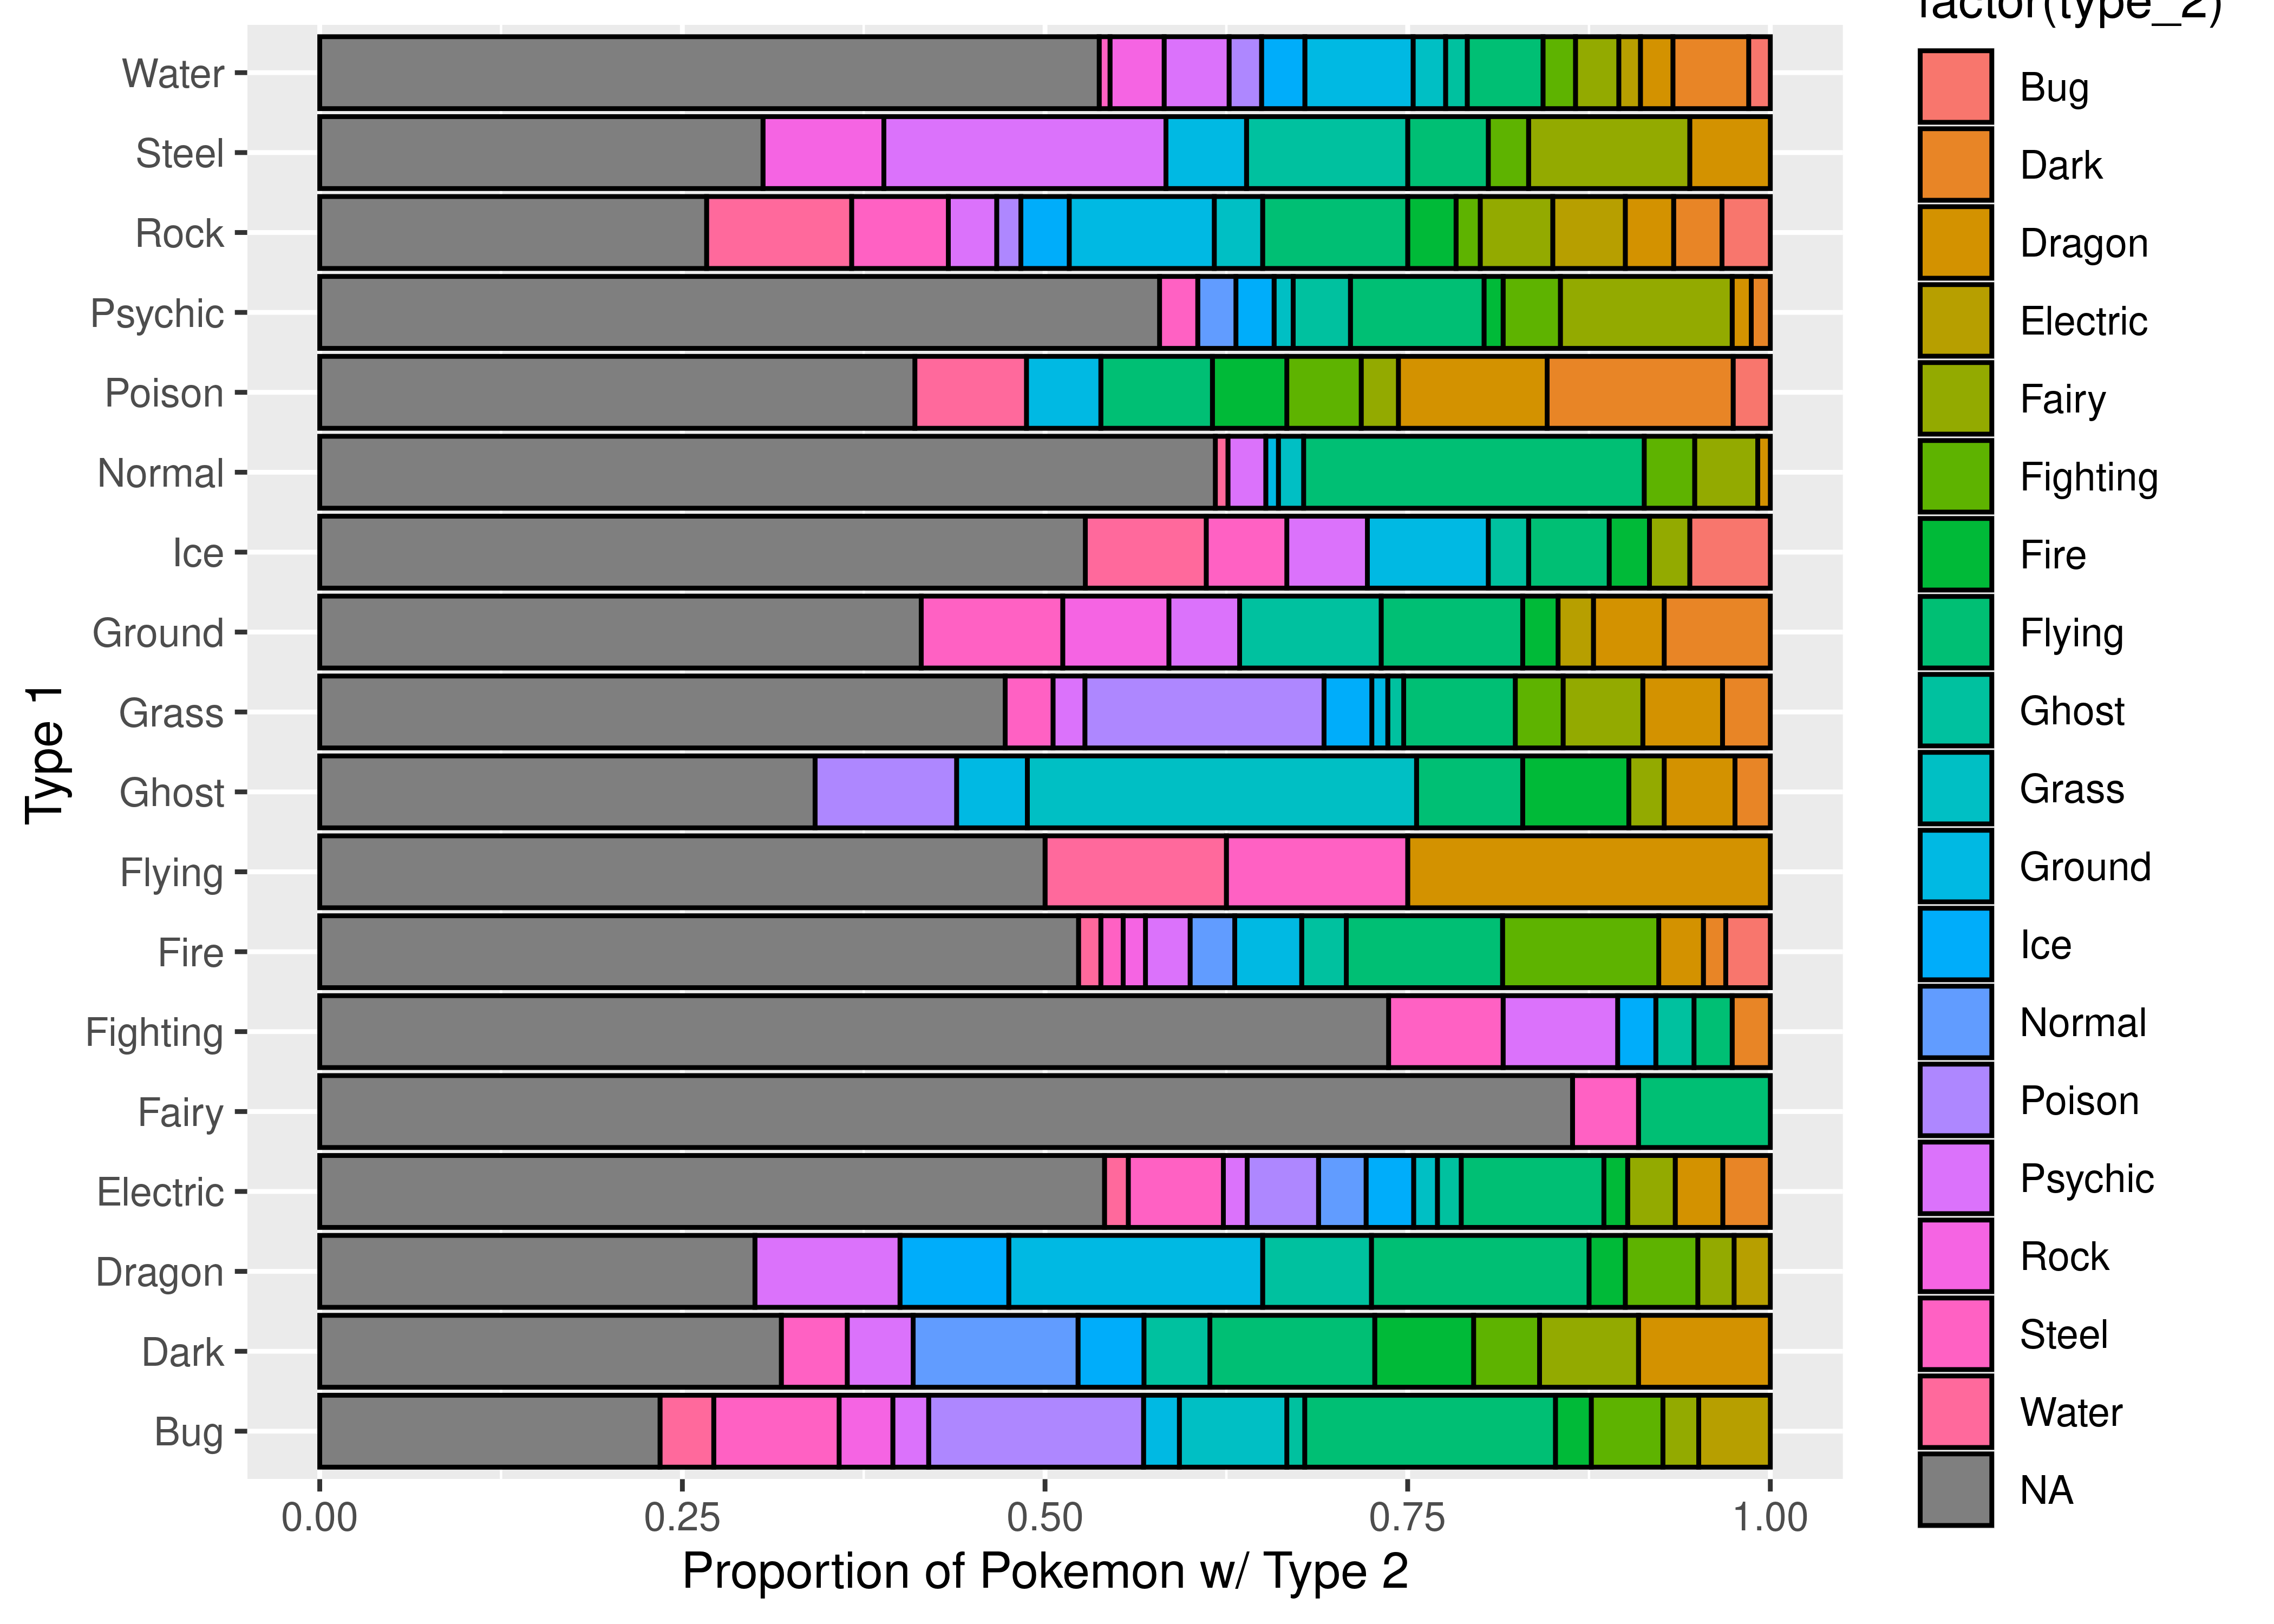 factor(type_2)
Water
Steel
Rock
Psychic
Poison
Normal
Ice
Ground
Grass
Ghost
Flying
Fire
Fighting
Fairy
Electric
Dragon
Dark
Bug
Type 1
0.00 0.25 0.50 0.75 1.00
Proportion of Pokemon w/ Type 2
Bug
Dark
Dragon
Electric
Fairy
Fighting
Fire
Flying
Ghost
Grass
Ground
Ice
Normal
Poison
Psychic
Rock
Steel
Water
NA